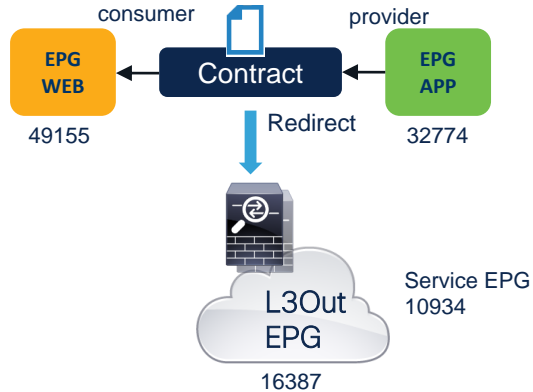 consumer
provider
EPG
WEB
Contract
EPG
APP
49155
Redirect
32774
Service EPG
10934
L3Out
EPG
16387